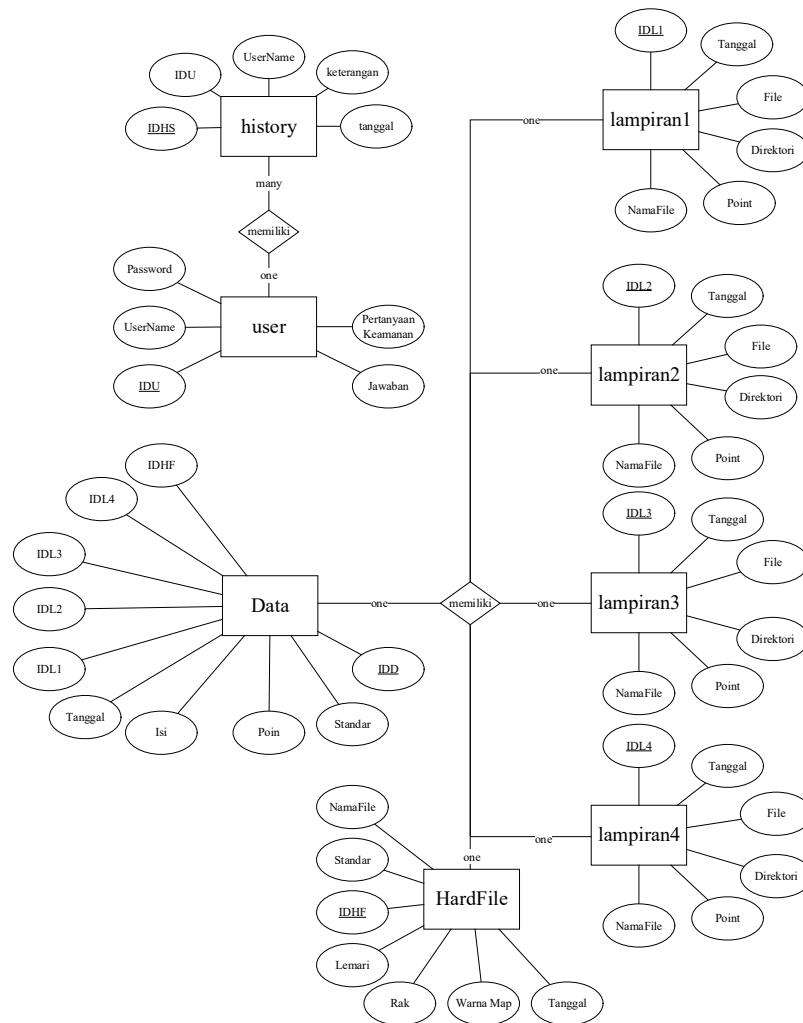 UserName
IDU
keterangan
IDHS
history
tanggal
many
memiliki
one
Password
UserName
user
Pertanyaan
Keamanan
IDU
Jawaban
IDL1
Tanggal
File
one
lampiran1
Direktori
NamaFile
Point
IDL2
Tanggal
File
one
lampiran2
Direktori
NamaFile
Point
IDHF
IDL4
IDL3
IDL2
IDL1
Tanggal
Isi
Poin
Standar
IDD
Data
one
memiliki
one
IDL3
Tanggal
File
lampiran3
Direktori
NamaFile
Point
IDL4
Tanggal
File
one
lampiran4
Direktori
NamaFile
Point
one
NamaFile
Standar
IDHF
HardFile
Lemari
Rak
Warna Map
Tanggal